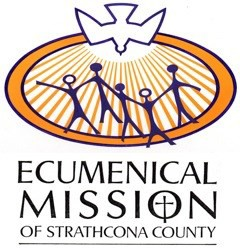 ECUMENICAL
MISSION
OF STRATHCONA COUNTY